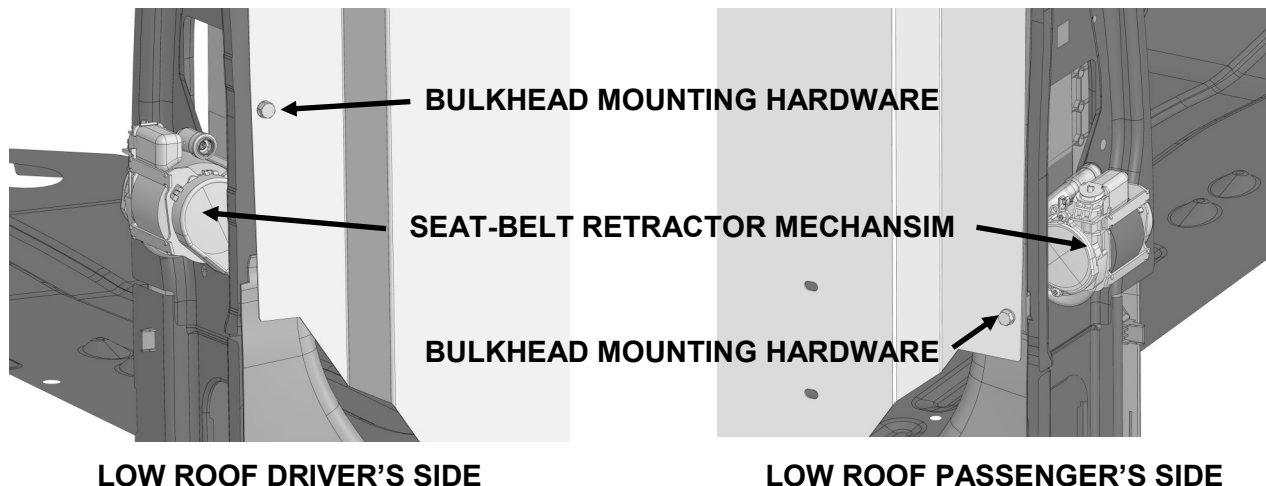 BULKHEAD MOUNTING HARDWARE
SEAT-BELT RETRACTOR MECHANSIM
BULKHEAD MOUNTING HARDWARE
LOW ROOF DRIVER'S SIDE
LOW ROOF PASSENGER'S SIDE